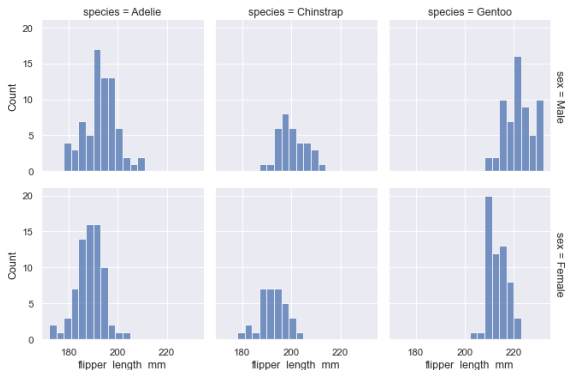 species = Adelie
species = Chinstrap
species = Gentoo
20
15
10
5
0
Count
sex = Male
20
15
10
5
0
Count
sex = Female
180 200 220
180 200 220
180 200 220
flipper_length_mm
flipper_length_mm
flipper_length_mm